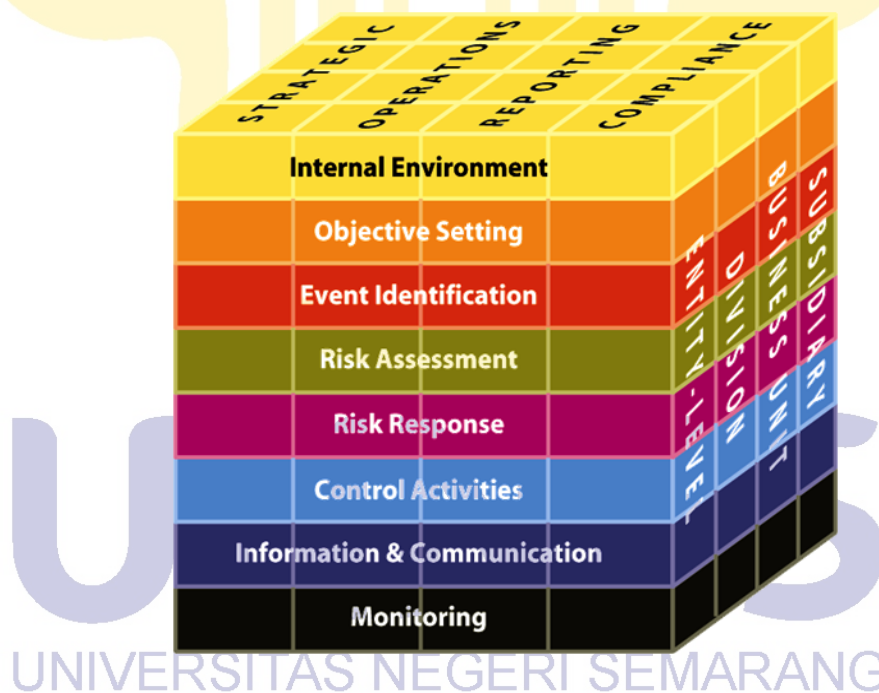 STRATEGIC
OPERATIONS
REPORTING
COMPLIANCE
Internal Environment
Objective Setting
Event Identification
Risk Assessment
Risk Response
Control Activities
Information & Communication
Monitoring
ENTITY-LEVEL
DIVISION
BUSINESS UNIT
SUBSIDIARY
UNIVERSITAS NEGERI SEMARANG